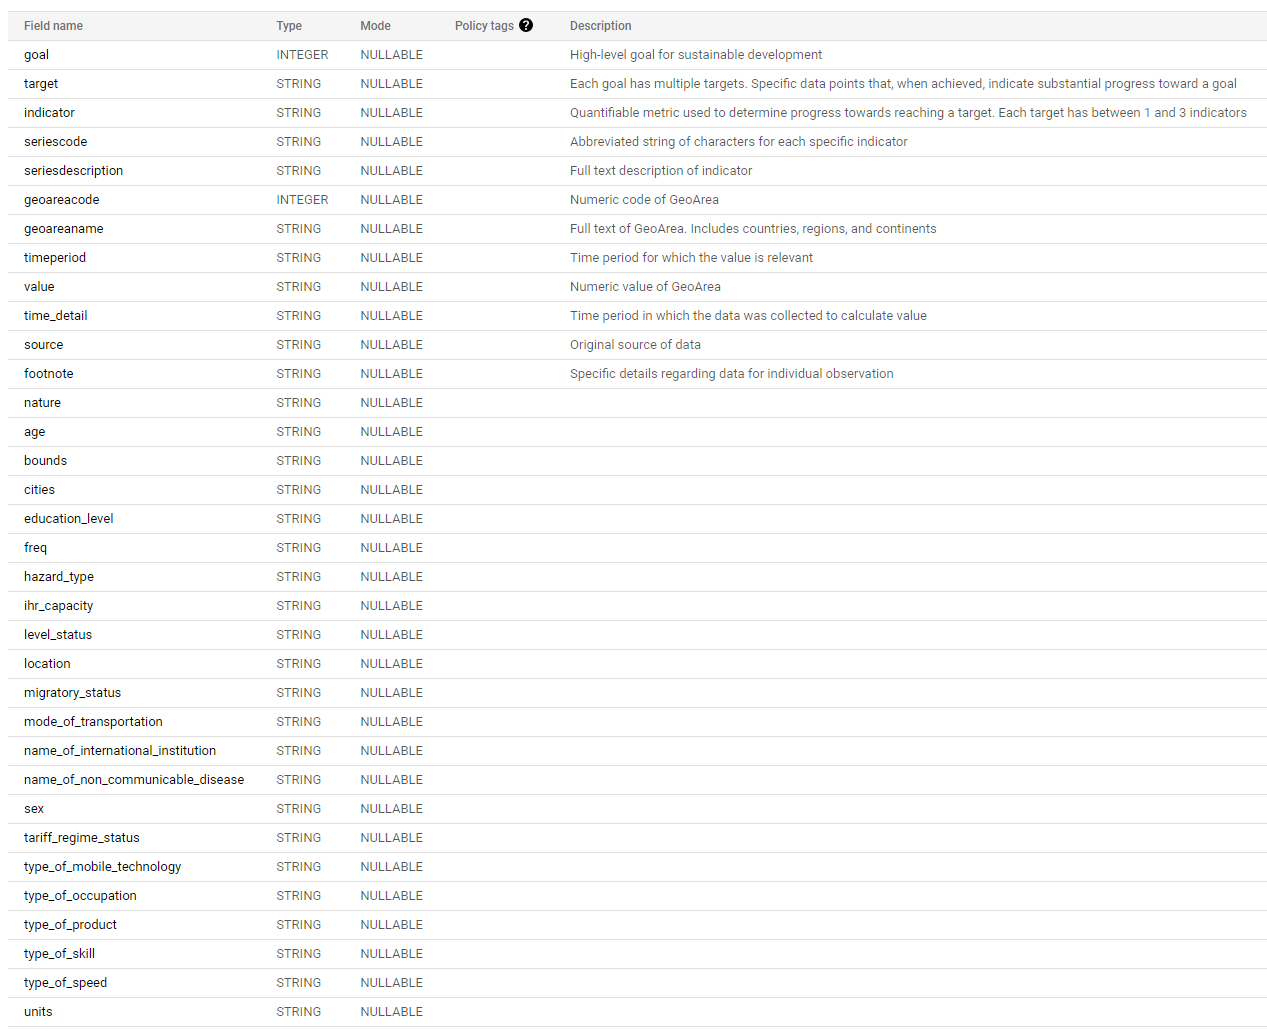 Field name Type Mode Policy tags ? Description
goal INTEGER NULLABLE High-level goal for sustainable development
target STRING NULLABLE Each goal has multiple targets. Specific data points that, when achieved, indicate substantial progress toward a goal
indicator STRING NULLABLE Quantifiable metric used to determine progress towards reaching a target. Each target has between 1 and 3 indicators
seriescode STRING NULLABLE Abbreviated string of characters for each specific indicator
seriesdescription STRING NULLABLE Full text description of indicator
geoareacode INTEGER NULLABLE Numeric code of GeoArea
geoareaname STRING NULLABLE Full text of GeoArea. Includes countries, regions, and continents
timeperiod STRING NULLABLE Time period for which the value is relevant
value STRING NULLABLE Numeric value of GeoArea
time_detail STRING NULLABLE Time period in which the data was collected to calculate value
source STRING NULLABLE Original source of data
footnote STRING NULLABLE Specific details regarding data for individual observation
nature STRING NULLABLE
age STRING NULLABLE
bounds STRING NULLABLE
cities STRING NULLABLE
education_level STRING NULLABLE
freq STRING NULLABLE
hazard_type STRING NULLABLE
ihr_capacity STRING NULLABLE
level_status STRING NULLABLE
location STRING NULLABLE
migratory_status STRING NULLABLE
mode_of_transportation STRING NULLABLE
name_of_international_institution STRING NULLABLE
name_of_non_communicable_disease STRING NULLABLE
sex STRING NULLABLE
tariff_regime_status STRING NULLABLE
type_of_mobile_technology STRING NULLABLE
type_of_occupation STRING NULLABLE
type_of_product STRING NULLABLE
type_of_skill STRING NULLABLE
type_of_speed STRING NULLABLE
units STRING NULLABLE